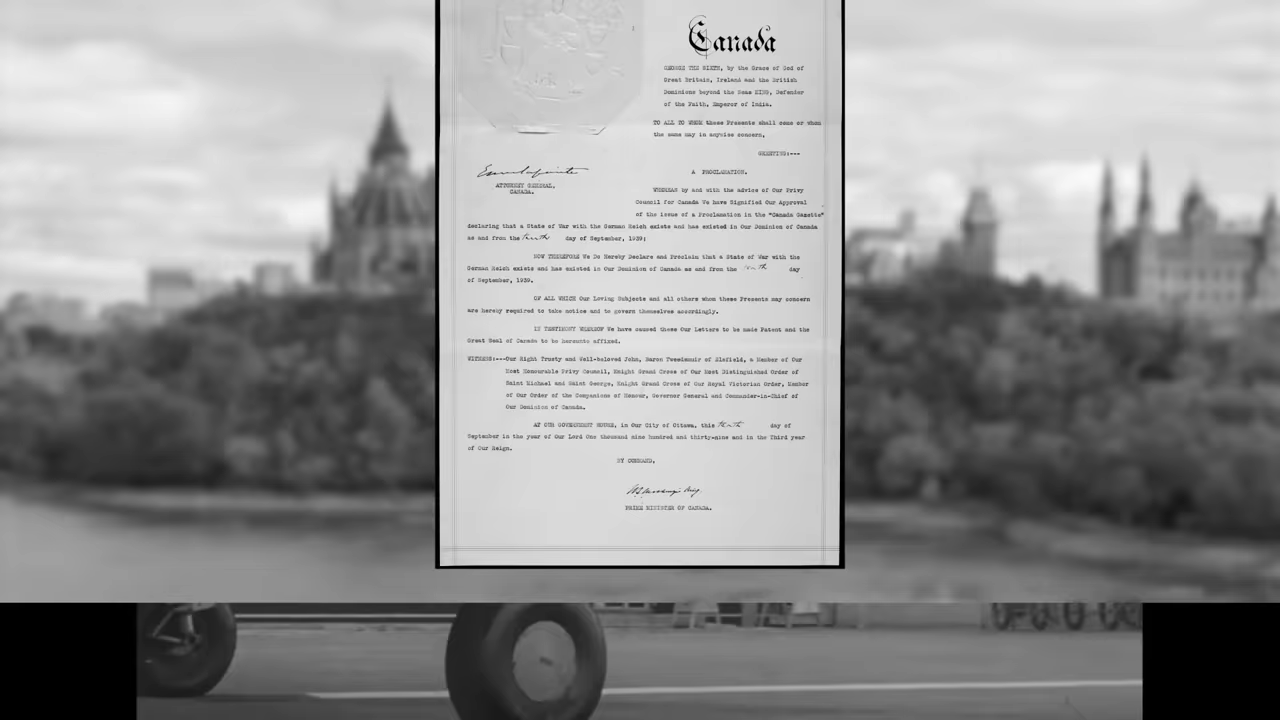 Canada
GEORGE THE SIXTH, by the Grace of God of
Great Britain, Ireland and the British
Dominions beyond the Seas KING, Defender
of the Faith, Emperor of India.
TO ALL TO WHOM these Presents shall come or whom
the same may in anywise concern,
GREETING:---
ATTORNEY GENERAL,
CANADA.
A PROCLAMATION.
WHEREAS by and with the advice of Our Privy
Council for Canada We have Signified Our Approval
of the issue of a Proclamation in the "Canada Gazette"
declaring that a State of War with the German Reich exists and has existed in Our Dominion of Canada
as and from the tenth day of September, 1939;
NOW THEREFORE We Do Hereby Declare and Proclaim that a State of War with the
German Reich exists and has existed in Our Dominion of Canada as and from the tenth day
of September, 1939.
OF ALL WHICH Our Loving Subjects and all others whom these Presents may concern
are hereby required to take notice and to govern themselves accordingly.
IN TESTIMONY WHEREOF We have caused these Our Letters to be made Patent and the
Great Seal of Canada to be hereunto affixed.
WITNESS:---Our Right Trusty and Well-beloved John, Baron Tweedsmuir of Elsfield, a Member of Our
Most Honourable Privy Council, Knight Grand Cross of Our Most Distinguished Order of
Saint Michael and Saint George, Knight Grand Cross of Our Royal Victorian Order, Member
of Our Order of the Companions of Honour, Governor General and Commander-in-Chief of
Our Dominion of Canada.
AT OUR GOVERNMENT HOUSE, in Our City of Ottawa, this tenth day of
September in the year of Our Lord One thousand nine hundred and thirty-nine and in the Third year
of Our Reign.
BY COMMAND,
W L Mackenzie King
PRIME MINISTER OF CANADA.